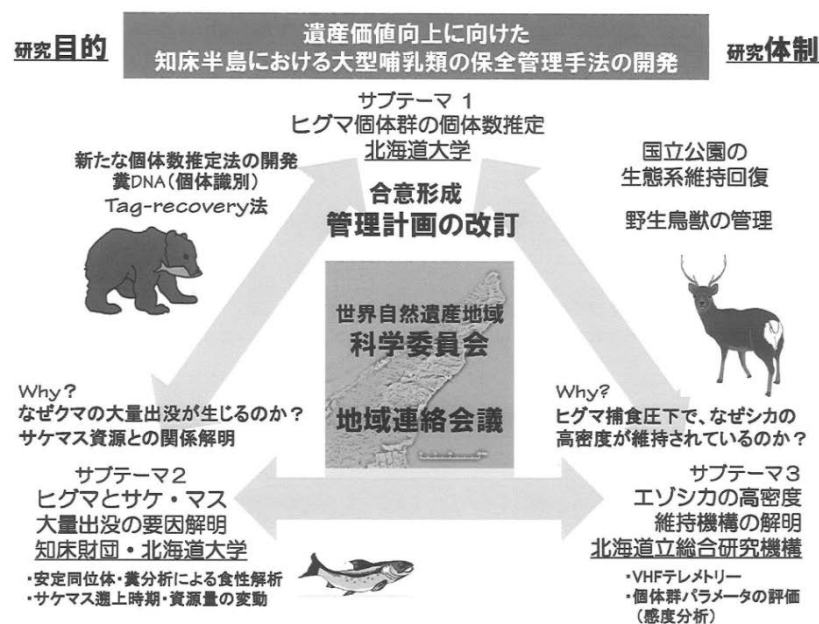 研究目的
遺産価値向上に向けた
知床半島における大型哺乳類の保全管理手法の開発
研究体制
サブテーマ 1
ヒグマ個体群の個体数推定
北海道大学
新たな個体数推定法の開発
糞DNA(個体識別)
Tag-recovery法
合意形成
管理計画の改訂
国立公園の
生態系維持回復
野生鳥獣の管理
世界自然遺産地域
科学委員会
地域連絡会議
Why?
なぜクマの大量出没が生じるのか?
サケマス資源との関係解明
Why?
ヒグマ捕食圧下で、なぜシカの
高密度が維持されているのか?
サブテーマ2
ヒグマとサケ・マス
大量出没の要因解明
知床財団・北海道大学
・安定同位体・糞分析による食性解析
・サケマス遡上時期・資源量の変動
サブテーマ3
エゾシカの高密度
維持機構の解明
北海道立総合研究機構
・VHFテレメトリー
・個体群パラメータの評価
(感度分析)